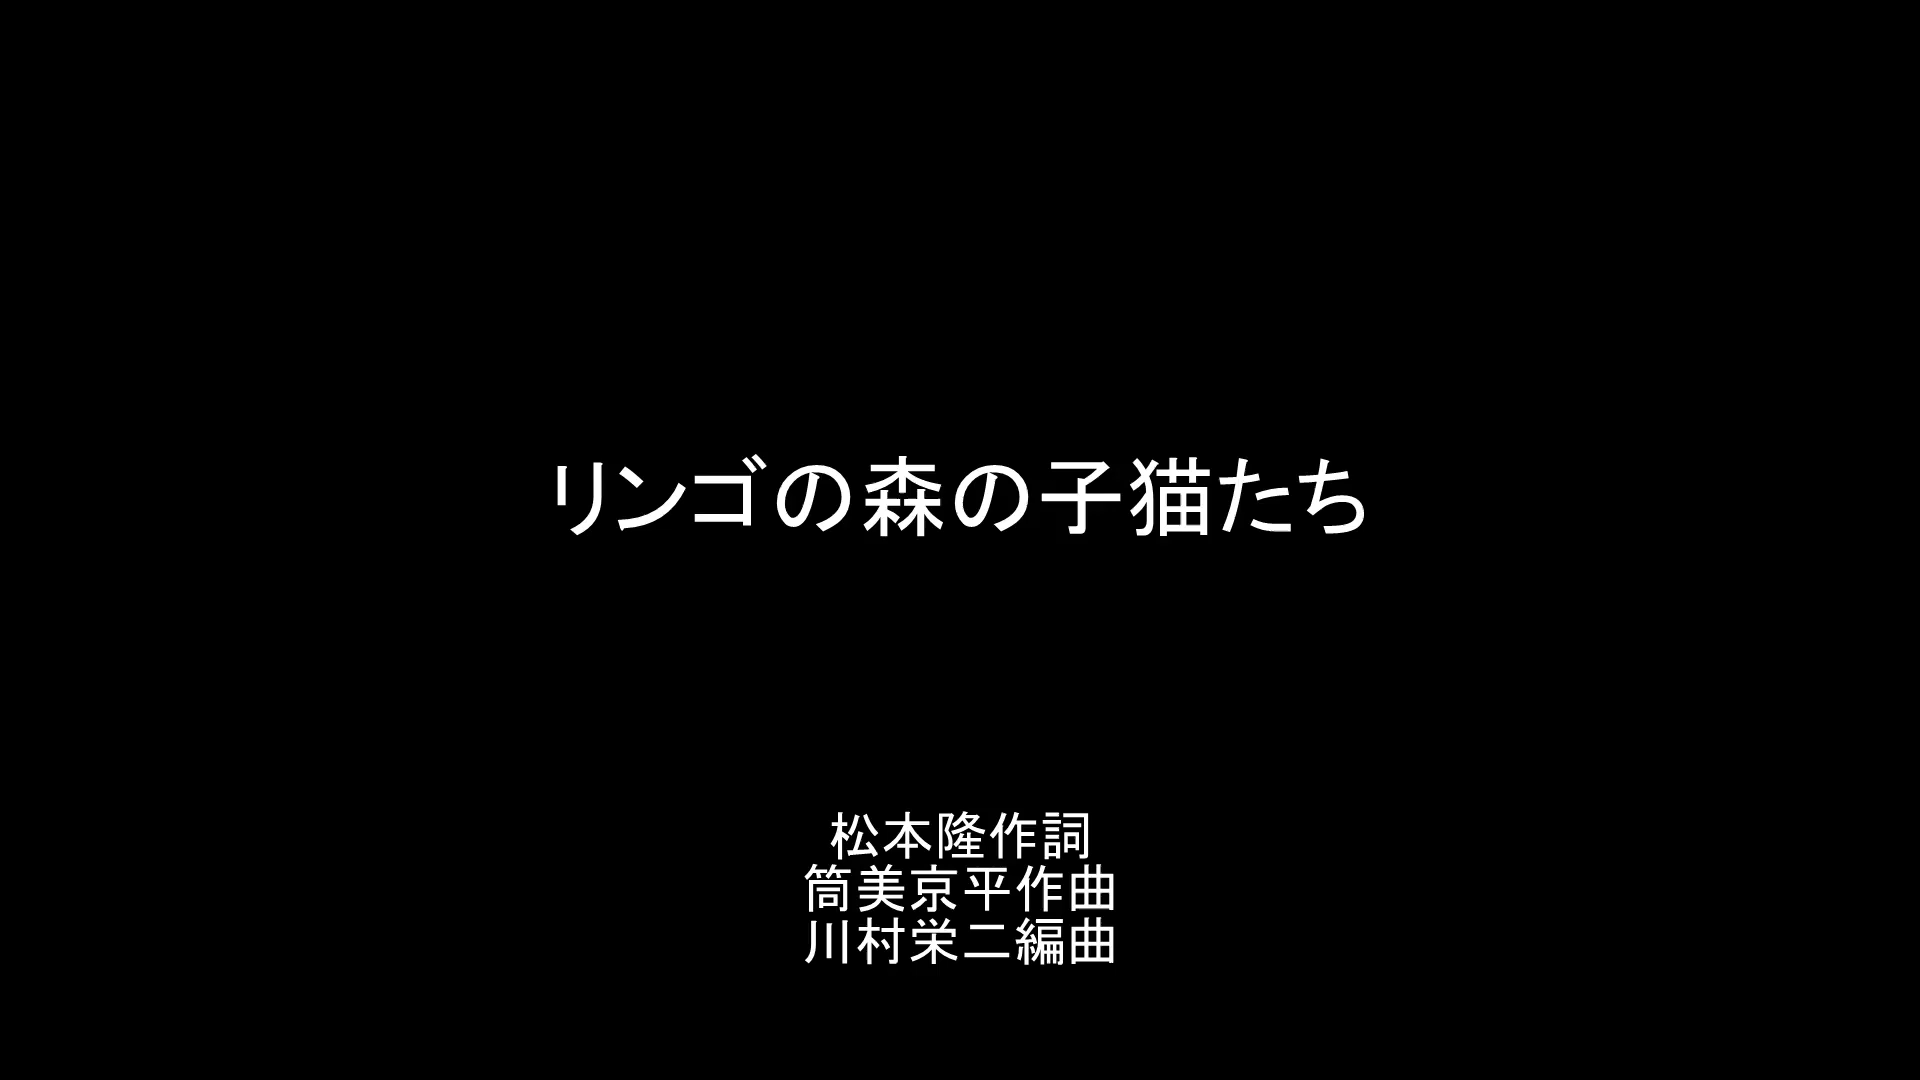 リンゴの森の子猫たち
松本隆作詞
筒美京平作曲
川村栄二編曲